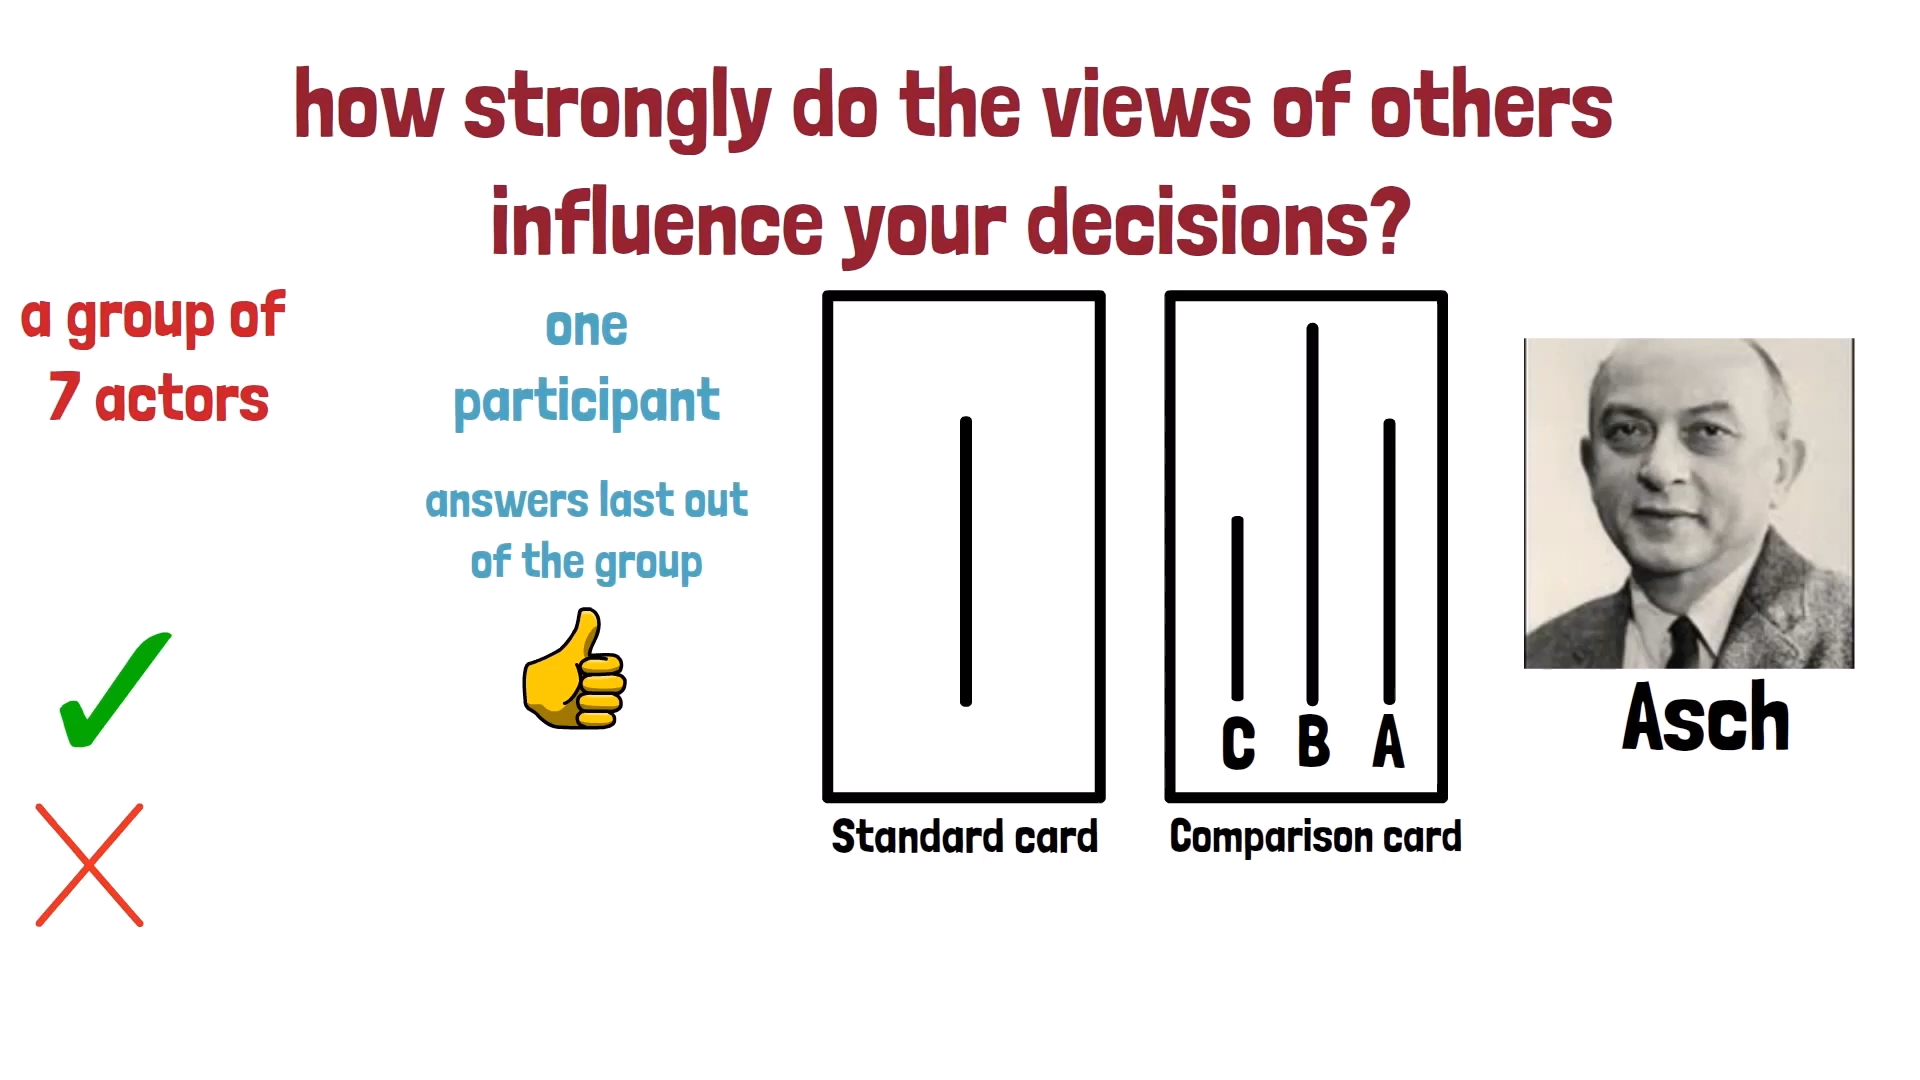 how strongly do the views of others
influence your decisions?
a group of
7 actors
one
participant
answers last out
of the group
C B A
Standard card
Comparison card
Asch